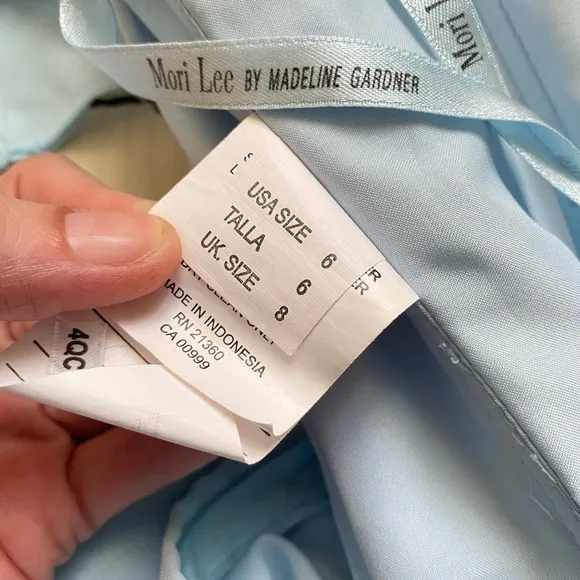 Mori Lee BY MADELINE GARDNER
Mori
USA SIZE 6
TALLA 6
UK. SIZE 8
MADE IN INDONESIA
RN 21360
CA 00999
4QC